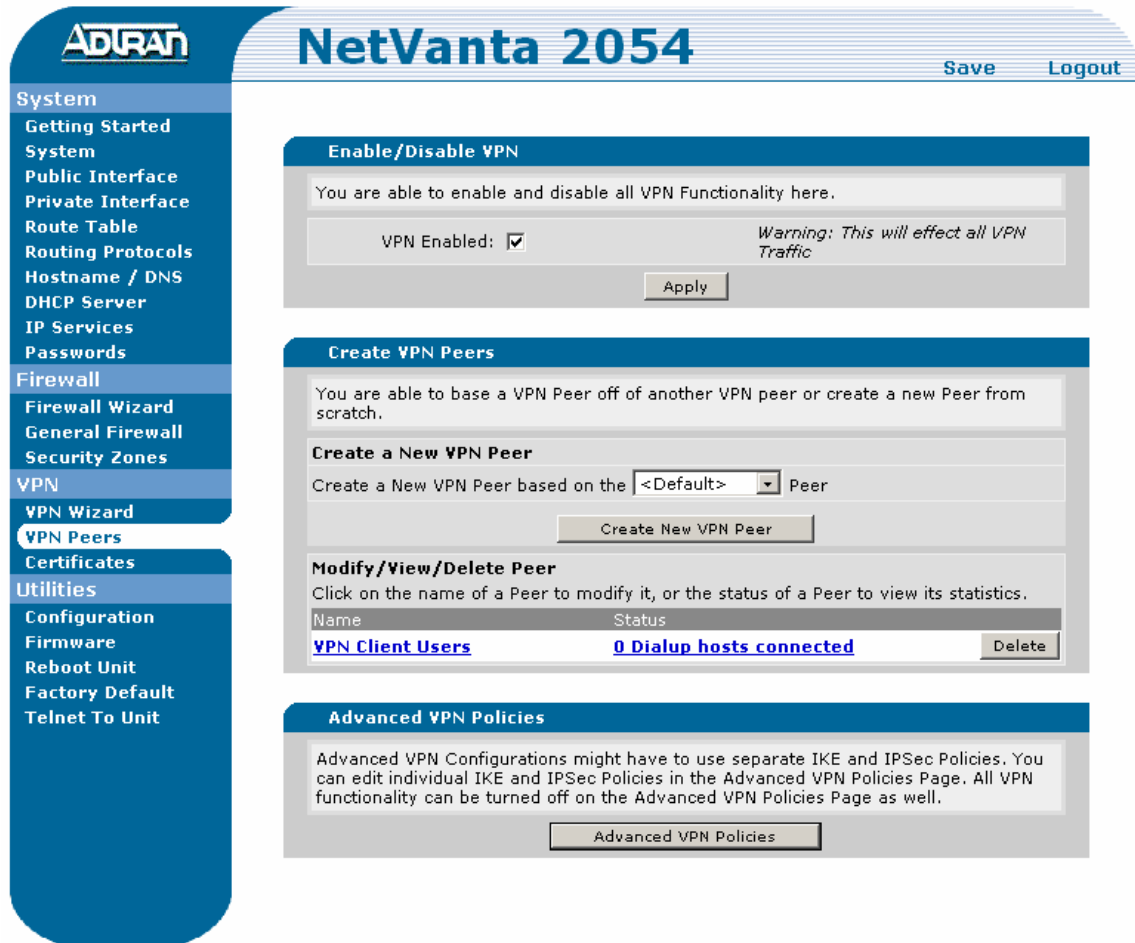 ADTRAN
NetVanta 2054
Save Logout
System
Getting Started
System
Public Interface
Private Interface
Route Table
Routing Protocols
Hostname / DNS
DHCP Server
IP Services
Passwords
Firewall
Firewall Wizard
General Firewall
Security Zones
VPN
VPN Wizard
VPN Peers
Certificates
Utilities
Configuration
Firmware
Reboot Unit
Factory Default
Telnet To Unit
Enable/Disable VPN
You are able to enable and disable all VPN Functionality here.
VPN Enabled:
Warning: This will effect all VPN
Traffic
Apply
Create VPN Peers
You are able to base a VPN Peer off of another VPN peer or create a new Peer from
scratch.
Create a New VPN Peer
Create a New VPN Peer based on the <Default> Peer
Create New VPN Peer
Modify/View/Delete Peer
Click on the name of a Peer to modify it, or the status of a Peer to view its statistics.
Name Status
VPN Client Users 0 Dialup hosts connected Delete
Advanced VPN Policies
Advanced VPN Configurations might have to use separate IKE and IPSec Policies. You
can edit individual IKE and IPSec Policies in the Advanced VPN Policies Page. All VPN
functionality can be turned off on the Advanced VPN Policies Page as well.
Advanced VPN Policies